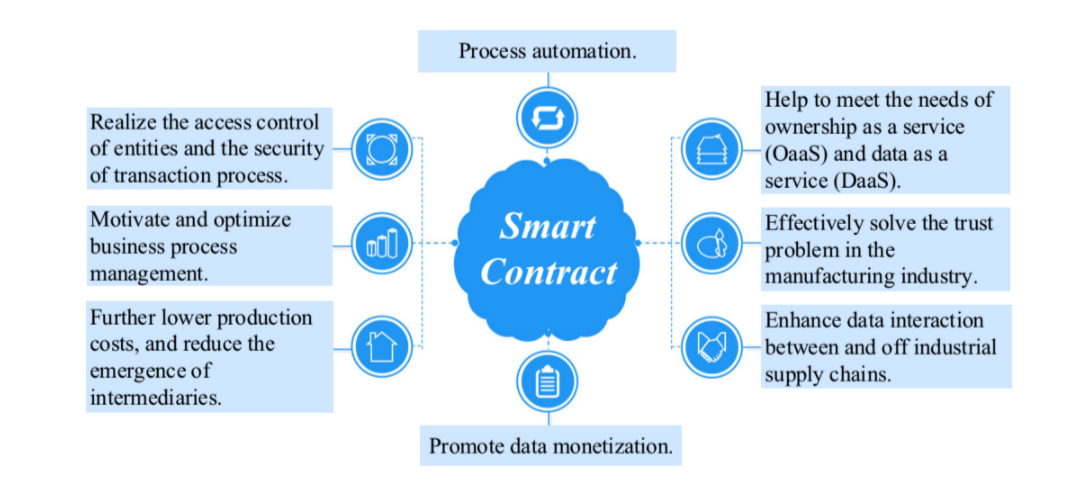 Process automation.
Realize the access control
of entities and the security
of transaction process.
Motivate and optimize
business process
management.
Further lower production
costs, and reduce the
emergence of
intermediaries.
Smart
Contract
Help to meet the needs of
ownership as a service
(OaaS) and data as a
service (DaaS).
Effectively solve the trust
problem in the
manufacturing industry.
Enhance data interaction
between and off industrial
supply chains.
Promote data monetization.